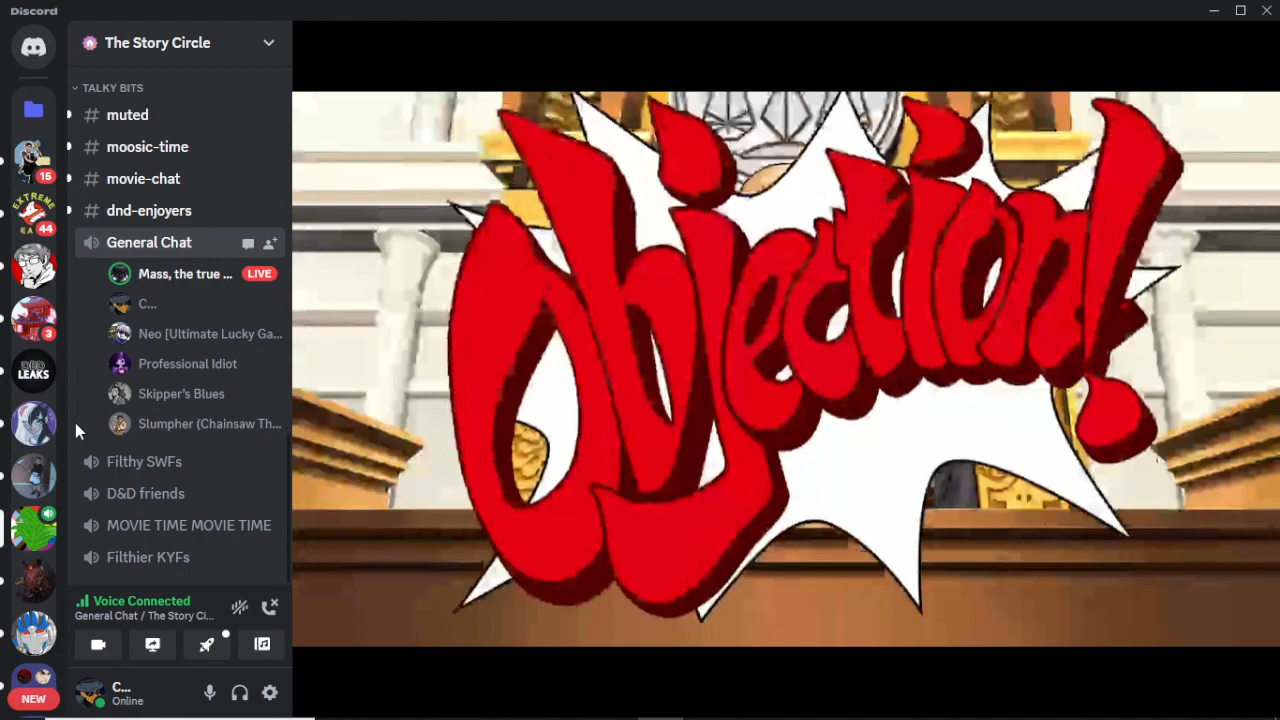 Discord
The Story Circle
TALKY BITS
# muted
# moosic-time
# movie-chat
# dnd-enjoyers
General Chat
Mass, the true ... LIVE
C...
Neo [Ultimate Lucky Ga...
Professional Idiot
Skipper's Blues
Slumpher (Chainsaw Th...
Filthy SWFs
D&D friends
MOVIE TIME MOVIE TIME
Filthier KYFs
Voice Connected
General Chat / The Story Ci...
C...
Online
15
EXTREME
44
3
DBD
LEAKS
NEW
Objection!